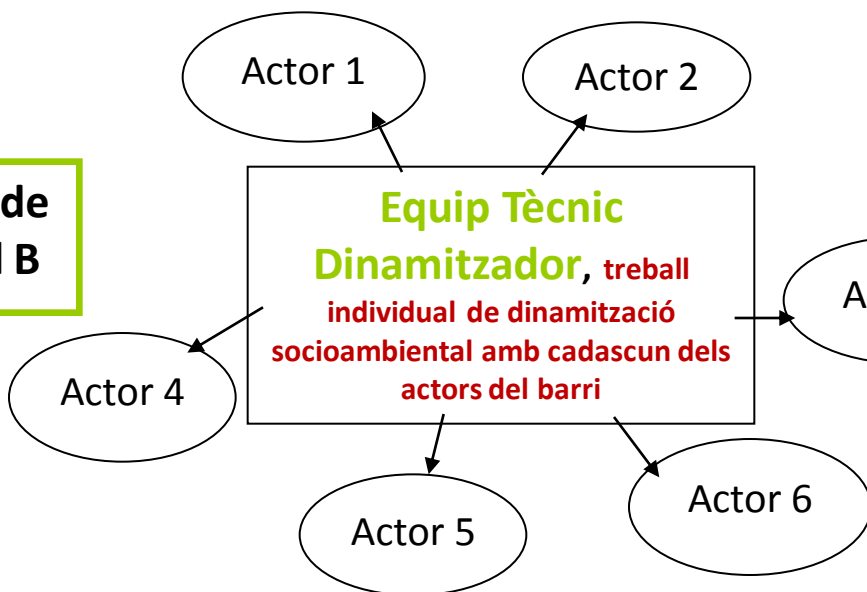 Actor 1
Actor 2
de
B
Equip Tècnic
Dinamitzador, treball
individual de dinamització
socioambiental amb cadascun dels
actors del barri
A
Actor 4
Actor 5
Actor 6